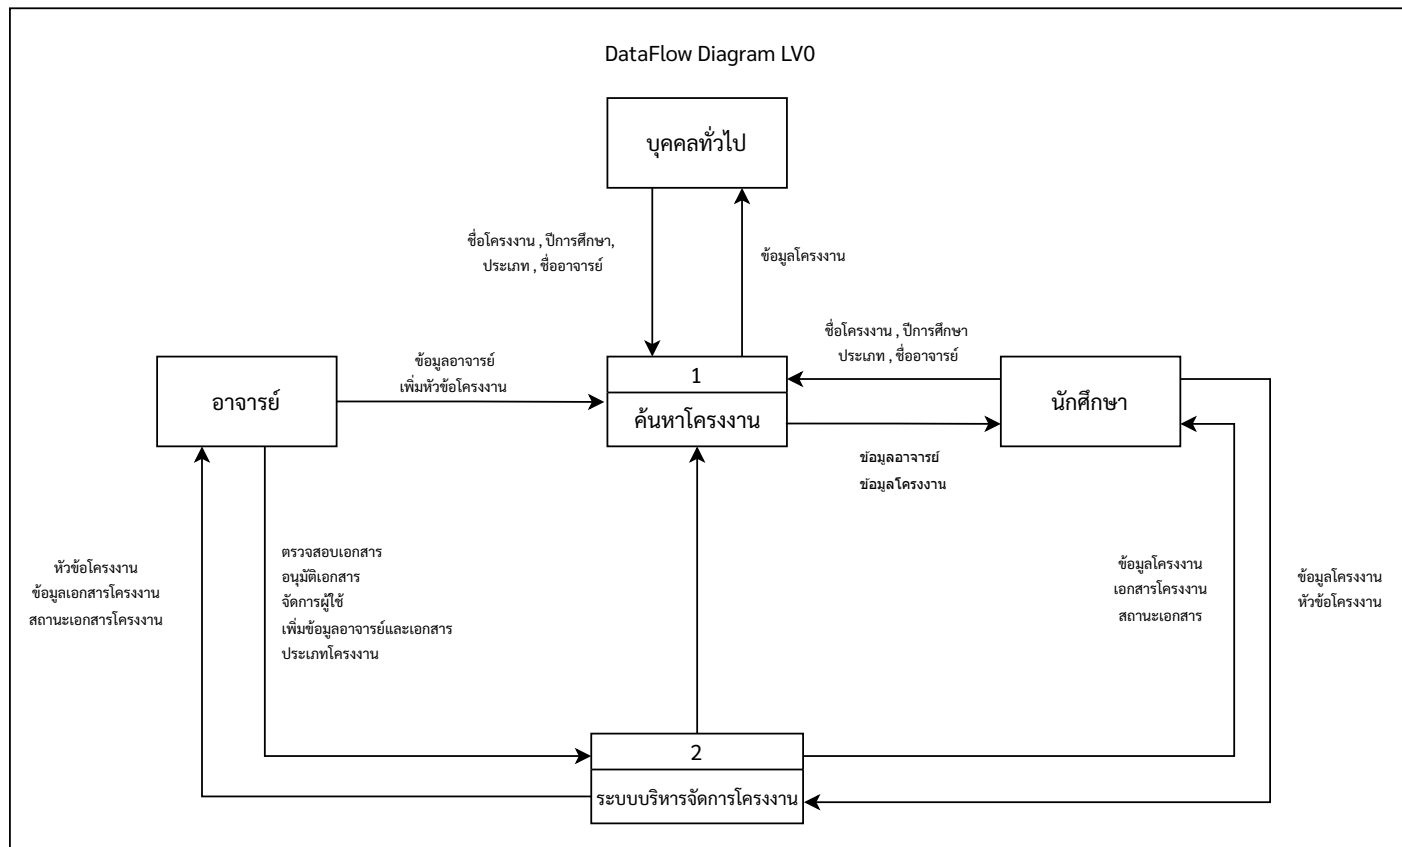 DataFlow Diagram LV0
บุคคลทั่วไป
ชื่อโครงงาน , ปีการศึกษา,
ประเภท , ชื่ออาจารย์
ข้อมูลโครงงาน
ชื่อโครงงาน , ปีการศึกษา
ประเภท , ชื่ออาจารย์
ข้อมูลอาจารย์
เพิ่มหัวข้อโครงงาน
อาจารย์
1
ค้นหาโครงงาน
นักศึกษา
ข้อมูลอาจารย์
ข้อมูลโครงงาน
หัวข้อโครงงาน
ข้อมูลเอกสารโครงงาน
สถานะเอกสารโครงงาน
ตรวจสอบเอกสาร
อนุมัติเอกสาร
จัดการผู้ใช้
เพิ่มข้อมูลอาจารย์และเอกสาร
ประเภทโครงงาน
ข้อมูลโครงงาน
เอกสารโครงงาน
สถานะเอกสาร
ข้อมูลโครงงาน
หัวข้อโครงงาน
2
ระบบบริหารจัดการโครงงาน